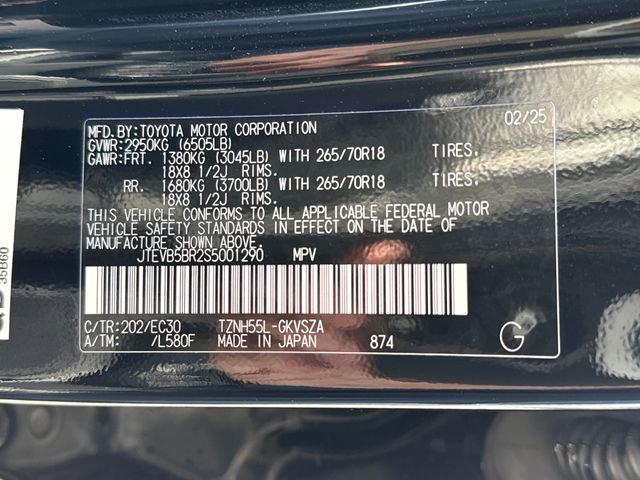 MFD. BY: TOYOTA MOTOR CORPORATION 02/25
GVWR: 2950KG (6505LB)
GAWR: FRT. 1380KG (3045LB) WITH 265/70R18 TIRES.
18X8 1/2J RIMS.
RR. 1680KG (3700LB) WITH 265/70R18 TIRES.
18X8 1/2J RIMS.
THIS VEHICLE CONFORMS TO ALL APPLICABLE FEDERAL MOTOR
VEHICLE SAFETY STANDARDS IN EFFECT ON THE DATE OF
MANUFACTURE SHOWN ABOVE.
JTEVB5BR2S5001290 MPV
C/TR: 202/EC30 TZNH55L-GKVSZA
A/TM: /L580F MADE IN JAPAN 874 G
35B60